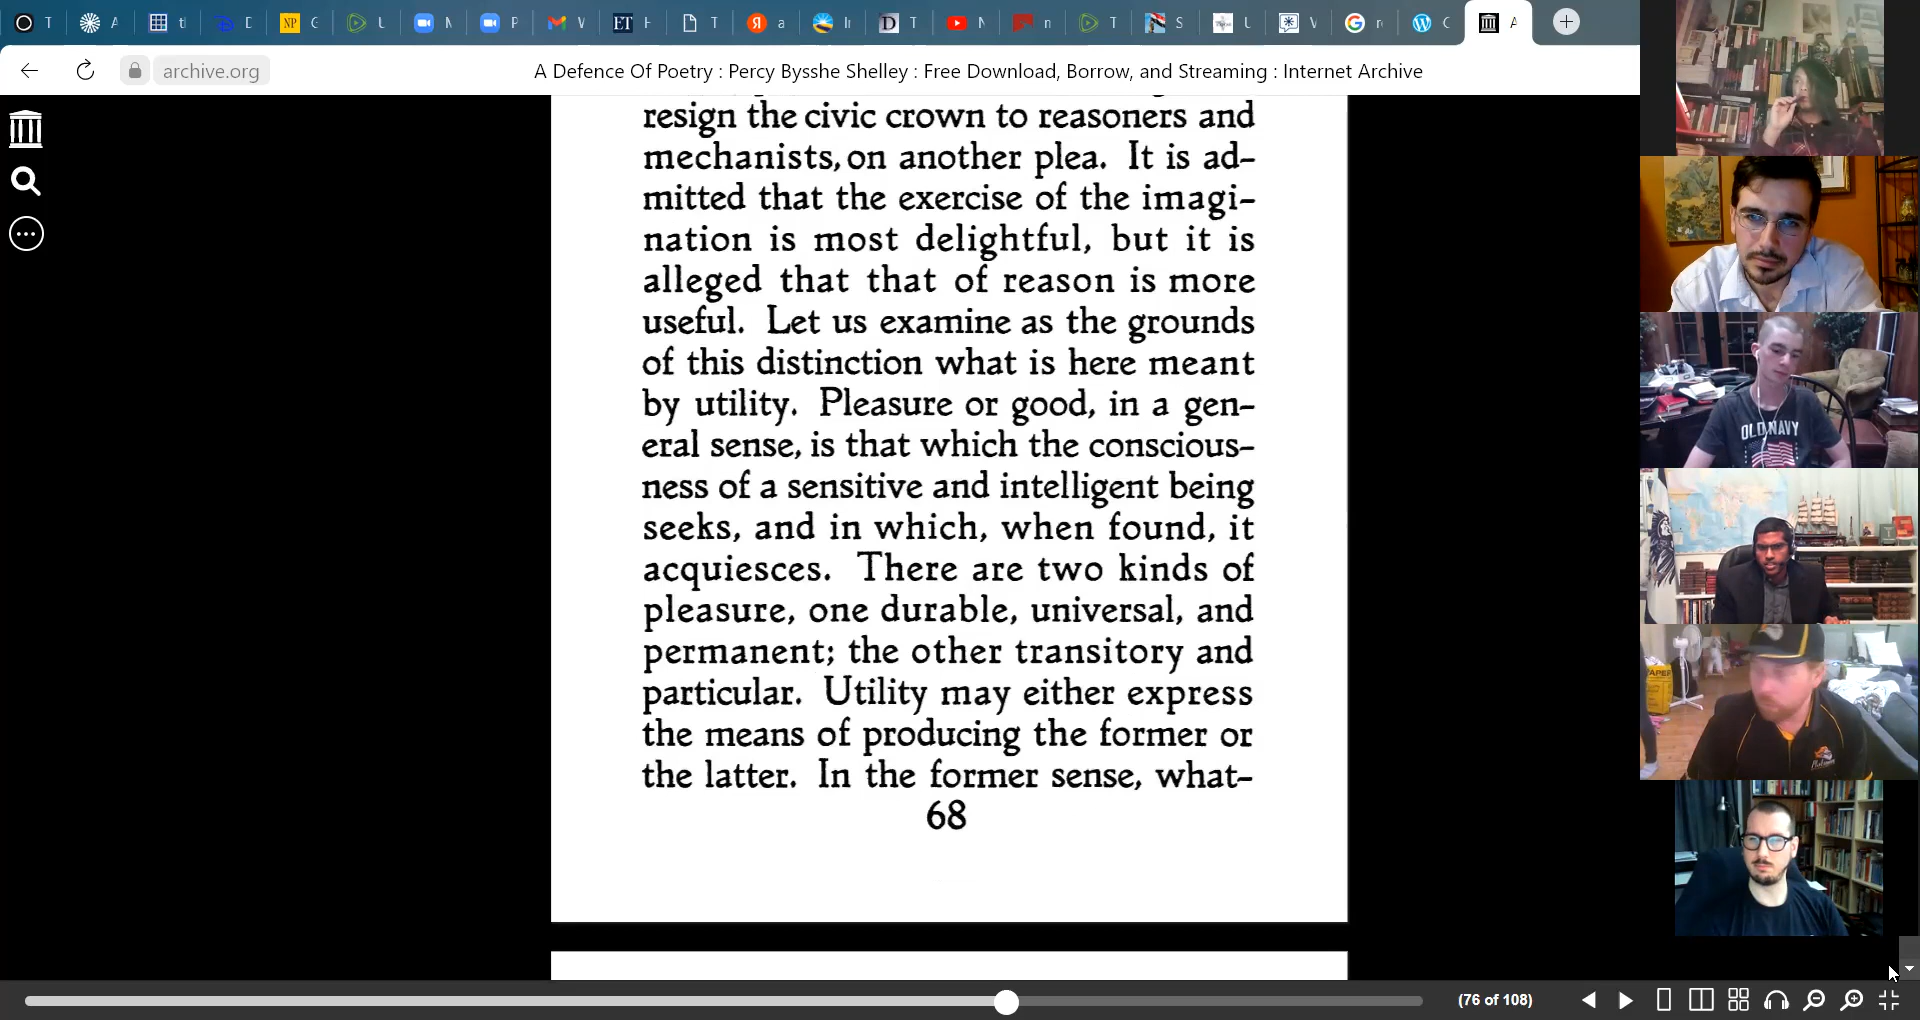 T
A
tl
D
NP
C
L
M
P
V
FT
H
T
Я
a
Ir
D
T
N
n
T
S
L
V
G
r
C
A
archive.org
A Defence Of Poetry : Percy Bysshe Shelley : Free Download, Borrow, and Streaming : Internet Archive
resign the civic crown to reasoners and
mechanists, on another plea. It is ad-
mitted that the exercise of the imagi-
nation is most delightful, but it is
alleged that that of reason is more
useful. Let us examine as the grounds
of this distinction what is here meant
by utility. Pleasure or good, in a gen-
eral sense, is that which the conscious-
ness of a sensitive and intelligent being
seeks, and in which, when found, it
acquiesces. There are two kinds of
pleasure, one durable, universal, and
permanent; the other transitory and
particular. Utility may either express
the means of producing the former or
the latter. In the former sense, what-
68
(76 of 108)
OLD NAVY